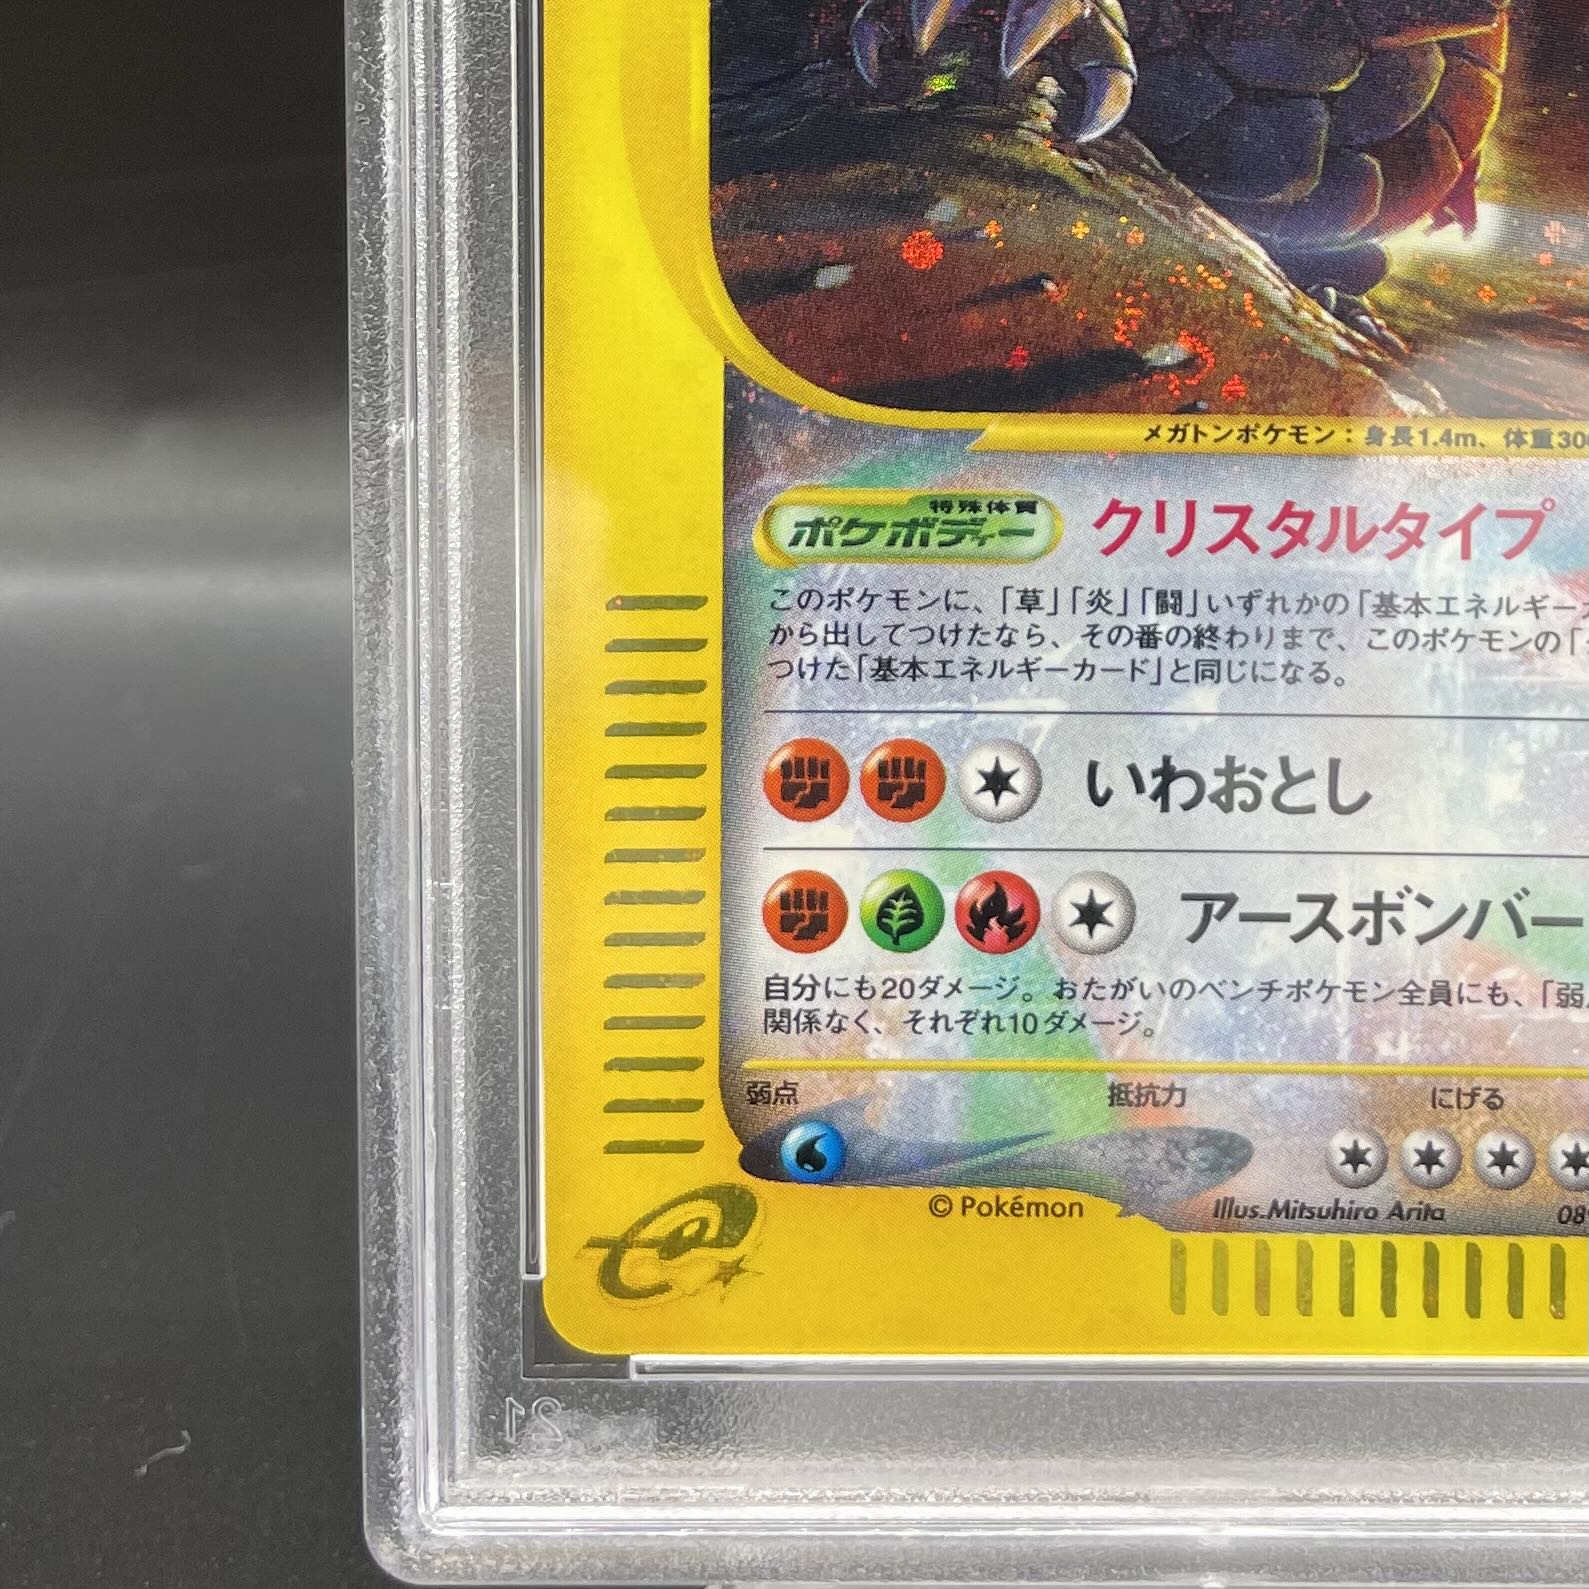 メガトンポケモン：身長1.4m、体重30
特殊体質
ポケボディー クリスタルタイプ
このポケモンに、「草」「炎」「闘」いずれかの「基本エネルギー
から出してつけたなら、その番の終わりまで、このポケモンの「
つけた「基本エネルギーカード」と同じになる。
いわおとし
アースボンバー
自分にも20ダメージ。おたがいのベンチポケモン全員にも、「弱
関係なく、それぞれ10ダメージ。
弱点 抵抗力 にげる
© Pokémon Illus.Mitsuhiro Arita 08
21